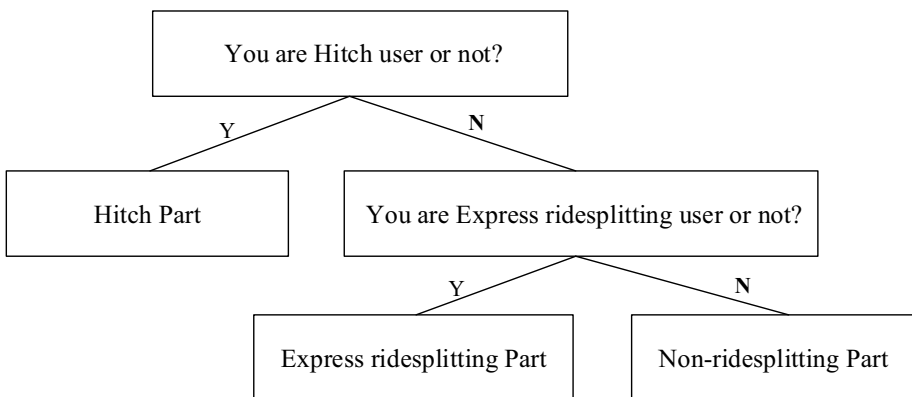 You are Hitch user or not?
Y
N
Hitch Part
You are Express ridesplitting user or not?
Y
N
Express ridesplitting Part
Non-ridesplitting Part